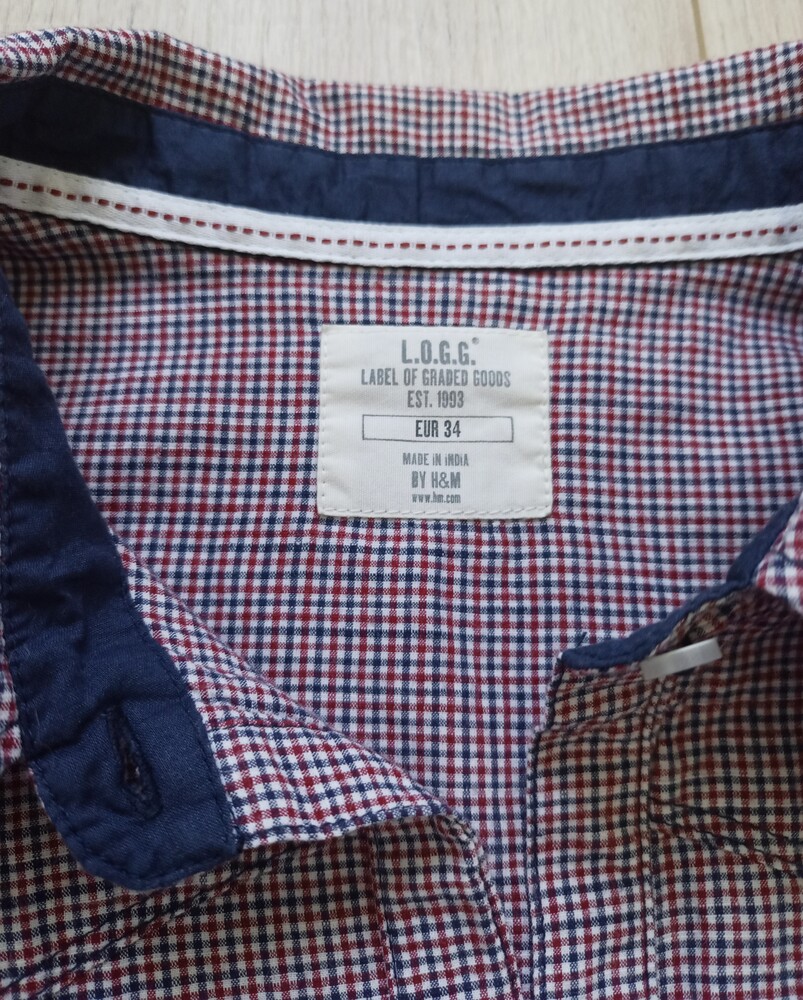 L.O.G.G.®
LABEL OF GRADED GOODS
EST. 1993
EUR 34
MADE IN INDIA
BY H&M
www.hm.com